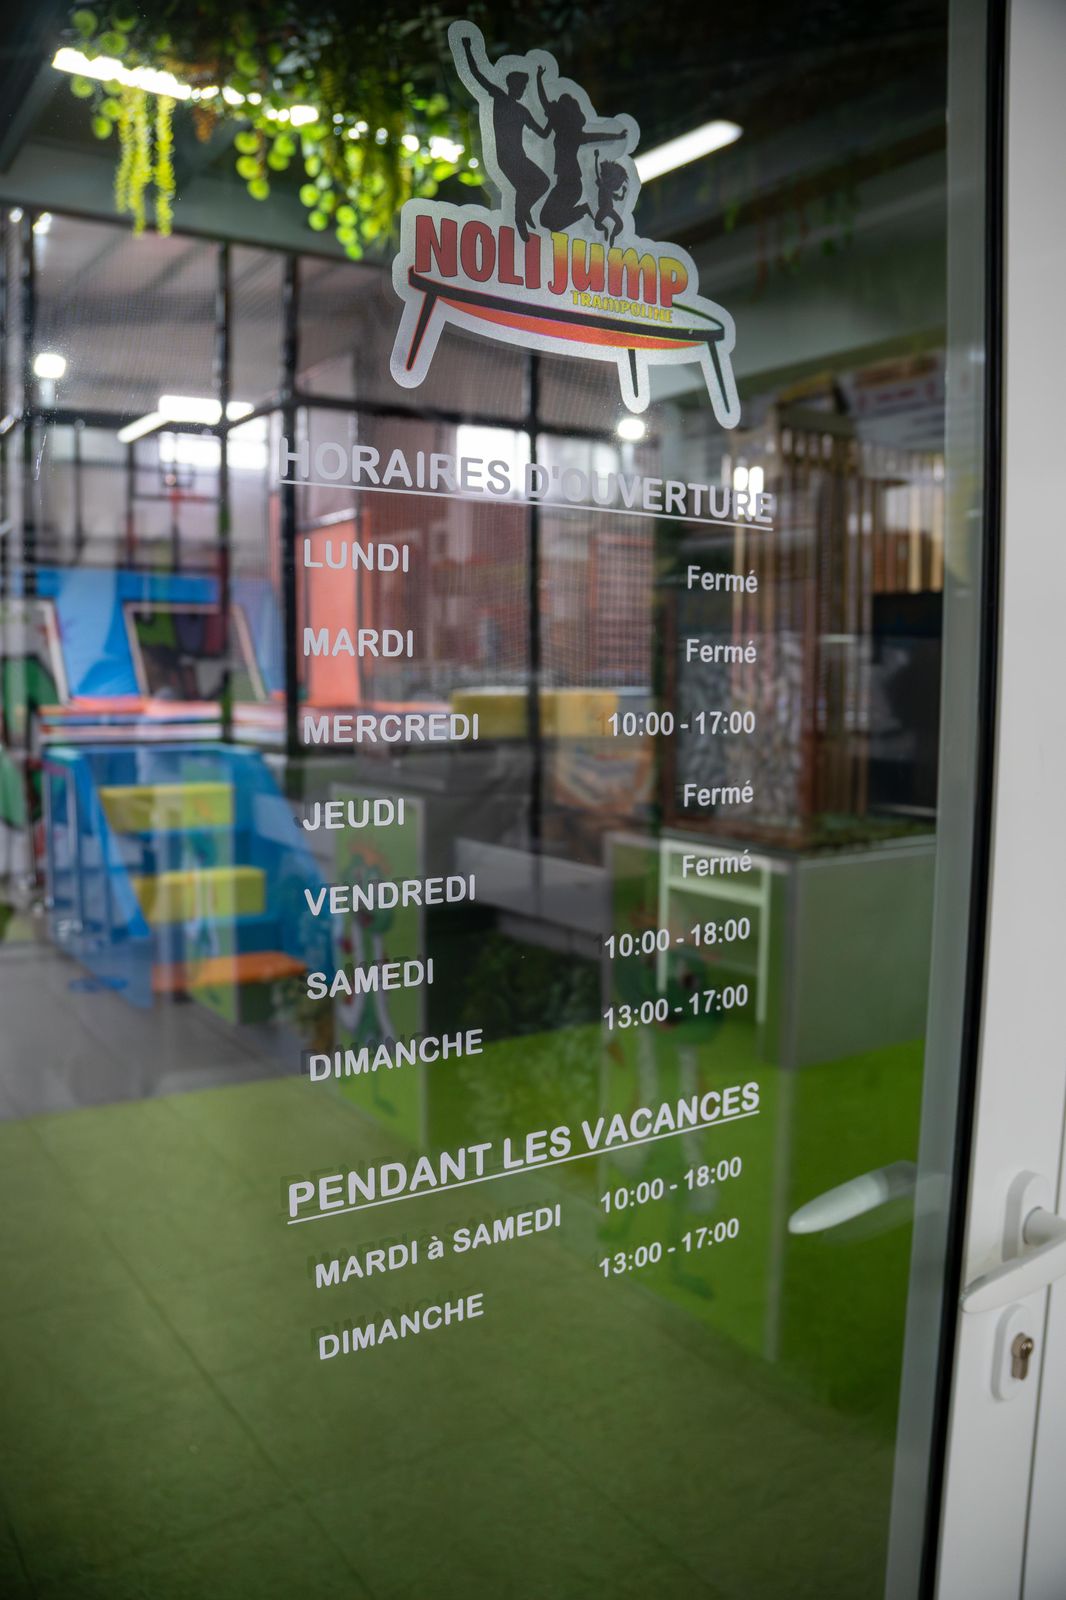 NOLI JUMP
TRAMPOLINE
HORAIRES D'OUVERTURE
LUNDI Fermé
MARDI Fermé
MERCREDI 10:00 - 17:00
JEUDI Fermé
VENDREDI Fermé
SAMEDI 10:00 - 18:00
DIMANCHE 13:00 - 17:00
PENDANT LES VACANCES
MARDI à SAMEDI 10:00 - 18:00
DIMANCHE 13:00 - 17:00